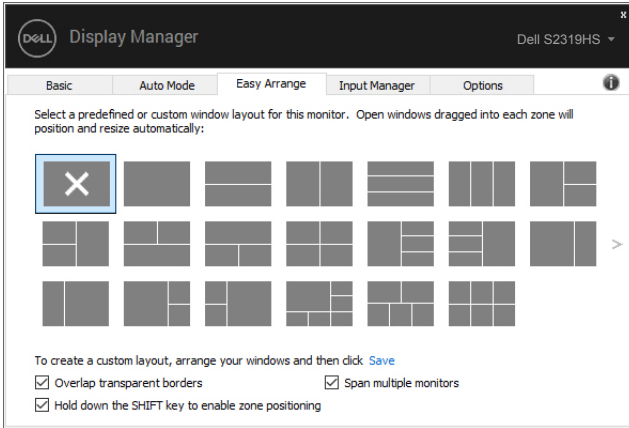 x
DELL Display Manager
Dell S2319HS
Basic Auto Mode Easy Arrange Input Manager Options
Select a predefined or custom window layout for this monitor. Open windows dragged into each zone will
position and resize automatically:
>
To create a custom layout, arrange your windows and then click Save
Overlap transparent borders Span multiple monitors
Hold down the SHIFT key to enable zone positioning